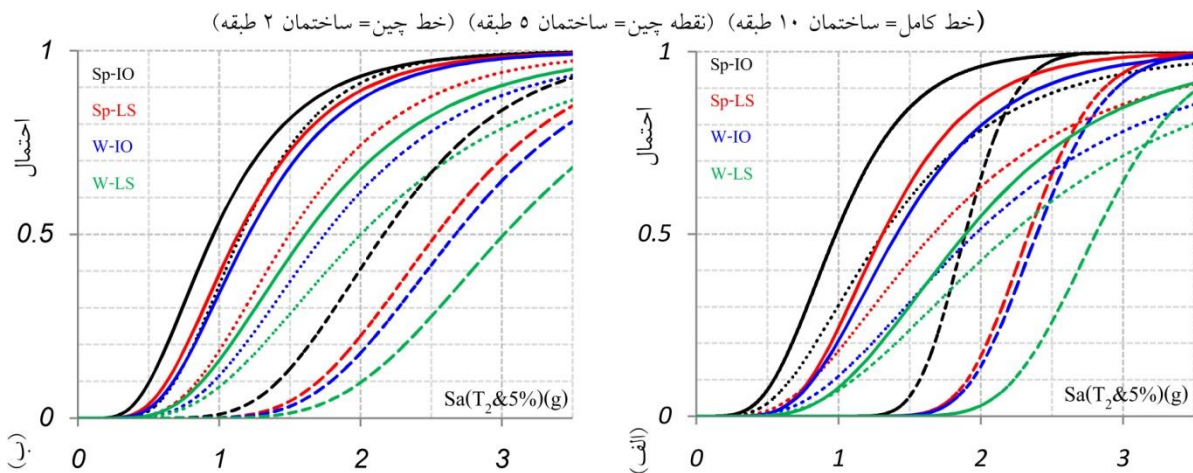 (خط کامل= ساختمان ۱۰ طبقه) (نقطه چین= ساختمان ۵ طبقه) (خط چین= ساختمان ۲ طبقه)
1
Sp-IO
Sp-LS
W-IO
W-LS
احتمال
0.5
0
Sa(T2&5%)(g)
0 1 2 3
(الف)
1
Sp-IO
Sp-LS
W-IO
W-LS
احتمال
0.5
0
Sa(T2&5%)(g)
0 1 2 3
(ب)